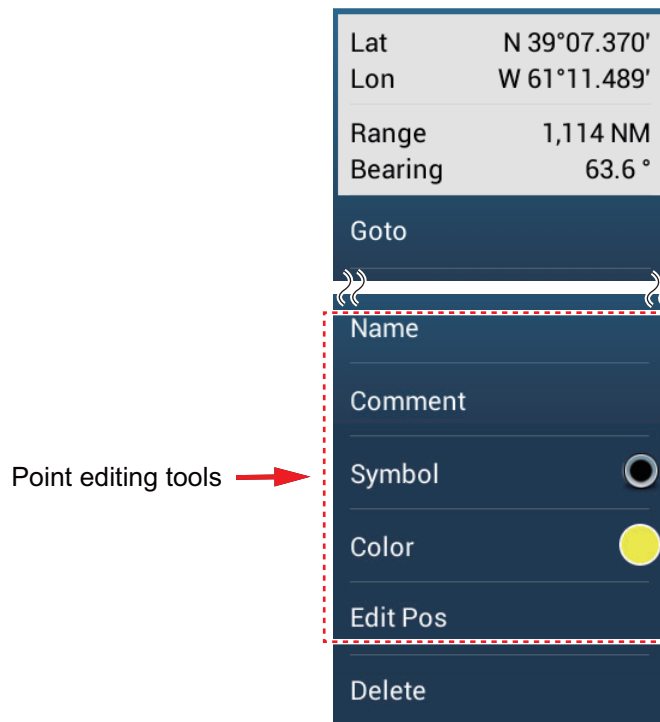 Lat N 39°07.370'
Lon W 61°11.489'
Range 1,114 NM
Bearing 63.6 °
Goto
Name
Comment
Point editing tools
Symbol
Color
Edit Pos
Delete